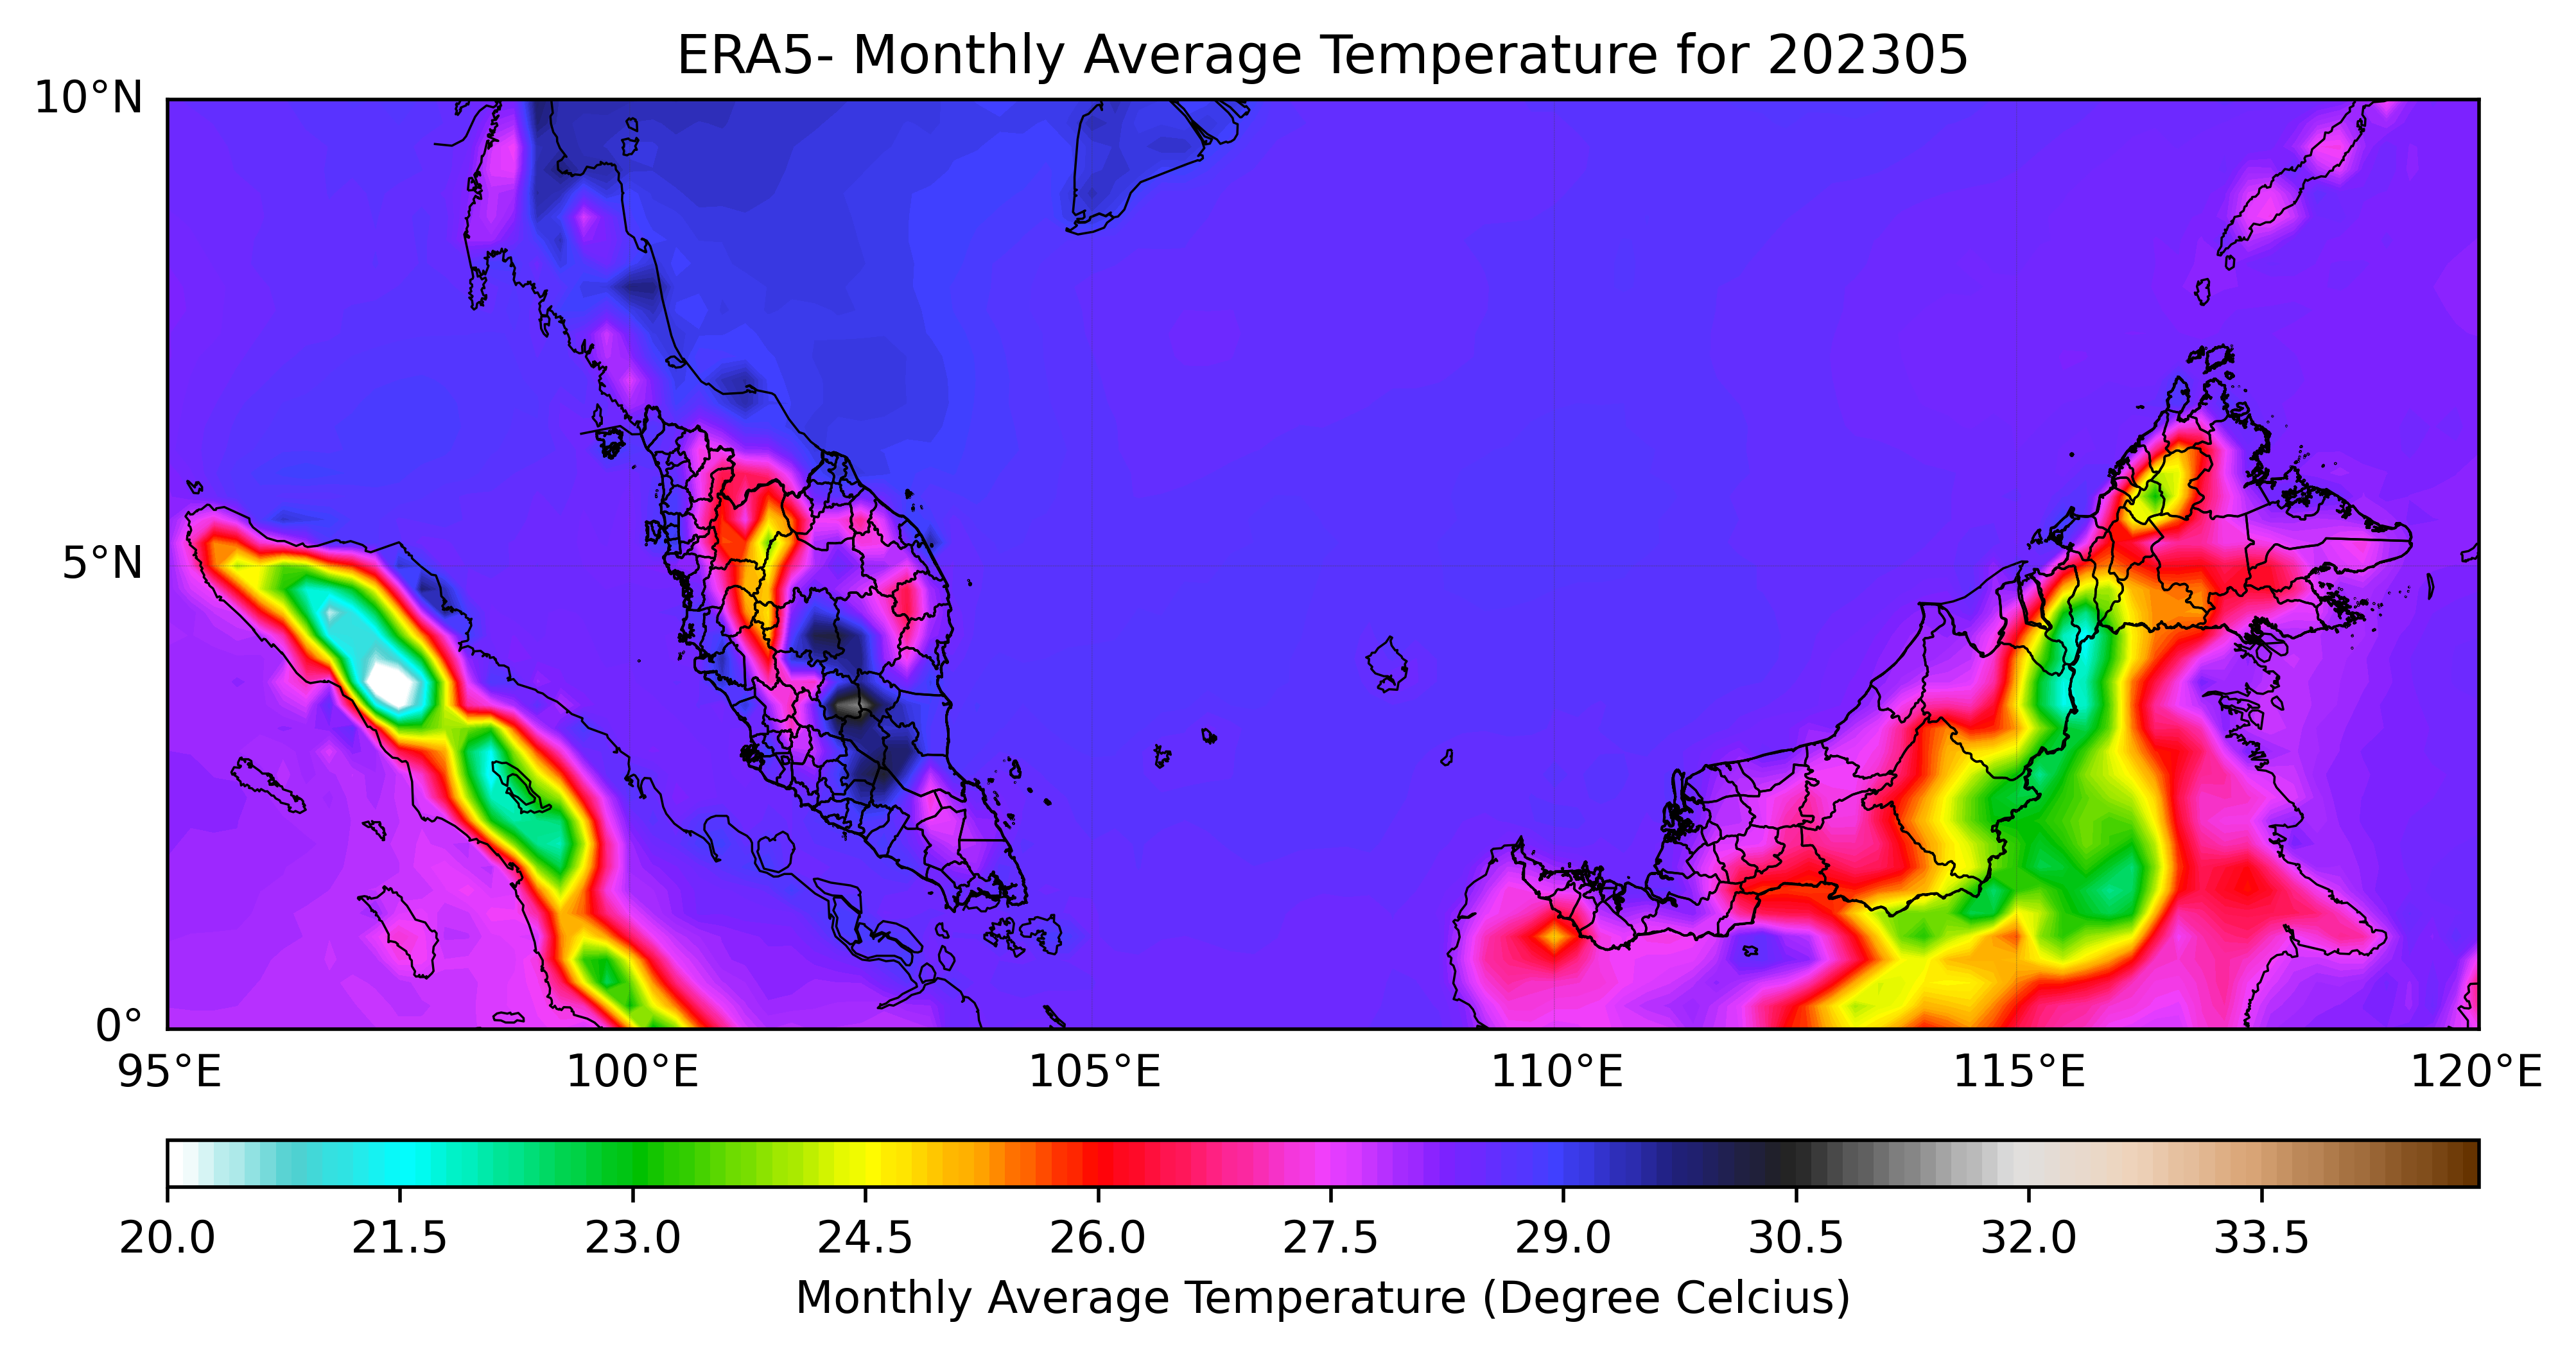 ERA5- Monthly Average Temperature for 202305
10°N
5°N
0°
95°E 100°E 105°E 110°E 115°E 120°E
20.0 21.5 23.0 24.5 26.0 27.5 29.0 30.5 32.0 33.5
Monthly Average Temperature (Degree Celcius)